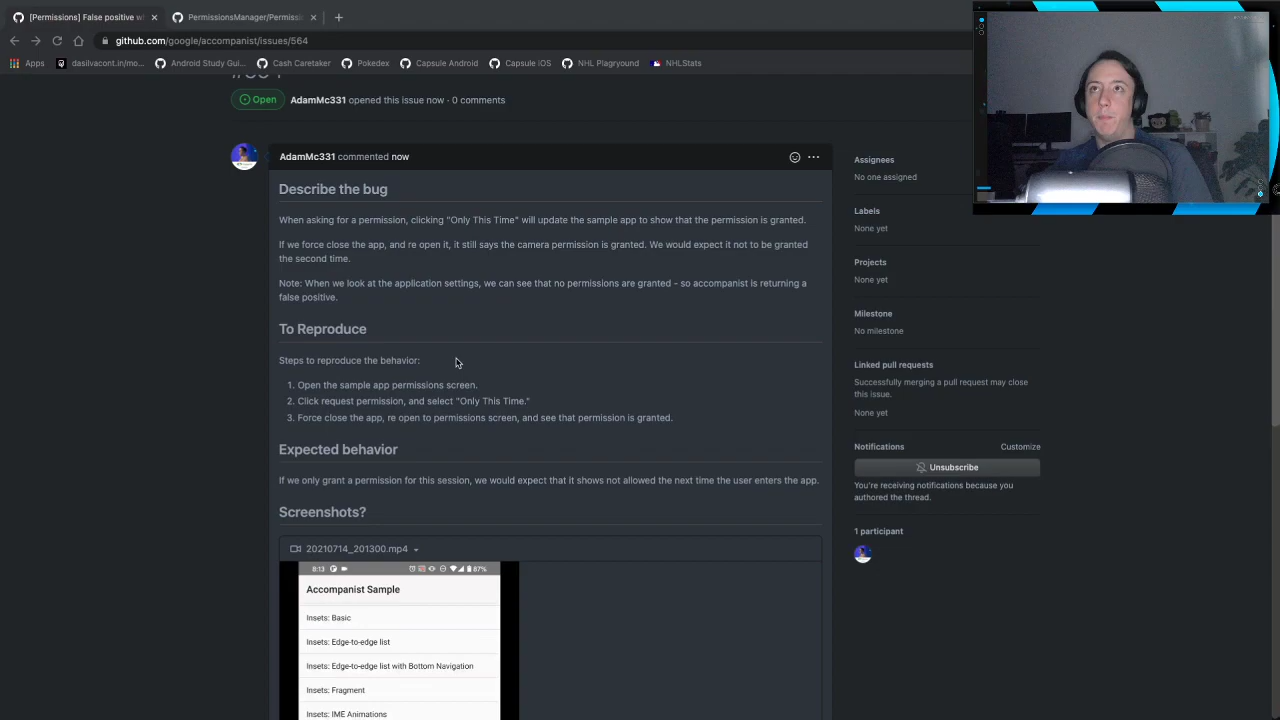 [Permissions] False positive w
PermissionsManager/Permissi
github.com/google/accompanist/issues/564
Apps
dasilvacont.in/mo...
Android Study Gui...
Cash Caretaker
Pokedex
Capsule Android
Capsule iOS
NHL Plagryound
NHLStats
Open
AdamMc331 opened this issue now · 0 comments
AdamMc331 commented now
Describe the bug
When asking for a permission, clicking "Only This Time" will update the sample app to show that the permission is granted.
If we force close the app, and re open it, it still says the camera permission is granted. We would expect it not to be granted
the second time.
Note: When we look at the application settings, we can see that no permissions are granted - so accompanist is returning a
false positive.
To Reproduce
Steps to reproduce the behavior:
1. Open the sample app permissions screen.
2. Click request permission, and select "Only This Time."
3. Force close the app, re open to permissions screen, and see that permission is granted.
Expected behavior
If we only grant a permission for this session, we would expect that it shows not allowed the next time the user enters the app.
Screenshots?
20210714_201300.mp4
8:13
87%
Accompanist Sample
Insets: Basic
Insets: Edge-to-edge list
Insets: Edge-to-edge list with Bottom Navigation
Insets: Fragment
Insets: IME Animations
Assignees
No one assigned
Labels
None yet
Projects
None yet
Milestone
No milestone
Linked pull requests
Successfully merging a pull request may close
this issue.
None yet
Notifications
Customize
Unsubscribe
You're receiving notifications because you
authored the thread.
1 participant